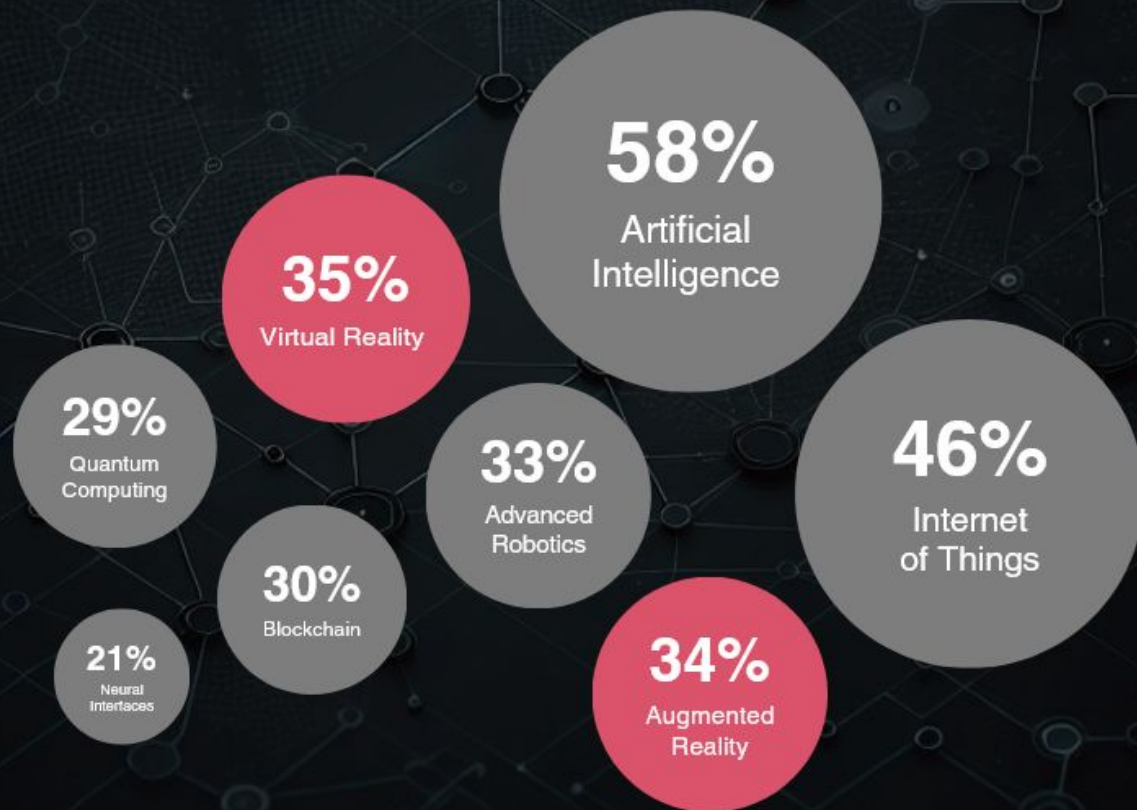 58%
Artificial
Intelligence
35%
Virtual Reality
29%
Quantum
Computing
33%
Advanced
Robotics
46%
Internet
of Things
30%
Blockchain
21%
Neural
Interfaces
34%
Augmented
Reality